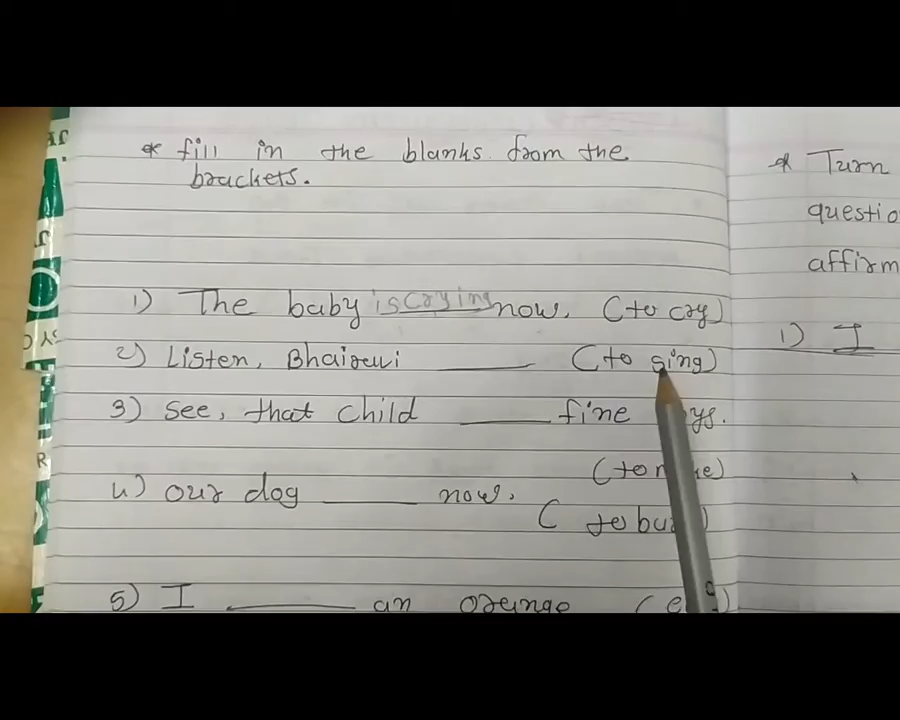 * fill in the blanks from the
brackets.
1) The baby is crying now. (to cry)
2) Listen, Bhairavi ______ (to sing)
3) See, that child ______ fine
(to
4) our dog ______ now.
( to
5) I ______ an orange
* Turn
questio
affirm
1) I